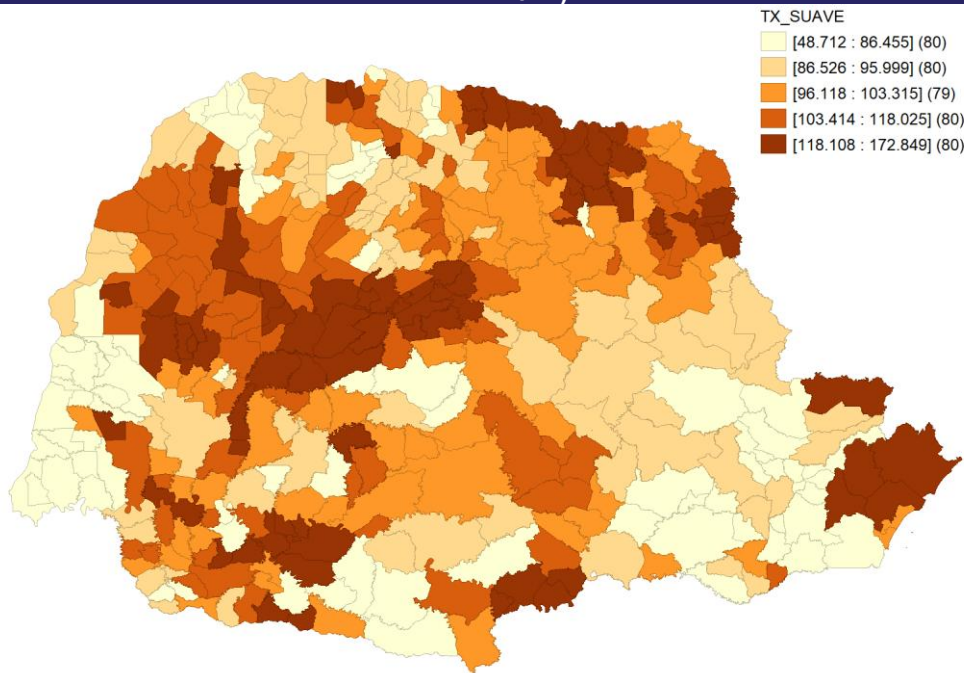 TX_SUAVE
[48.712 : 86.455] (80)
[86.526 : 95.999] (80)
[96.118 : 103.315] (79)
[103.414 : 118.025] (80)
[118.108 : 172.849] (80)